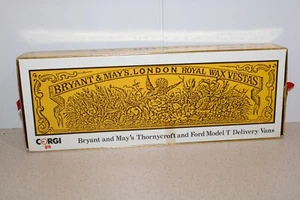 BRYANT & MAY'S, LONDON ROYAL WAX VESTAS
CORGI
Bryant and May's Thornycroft and Ford Model T Delivery Vans